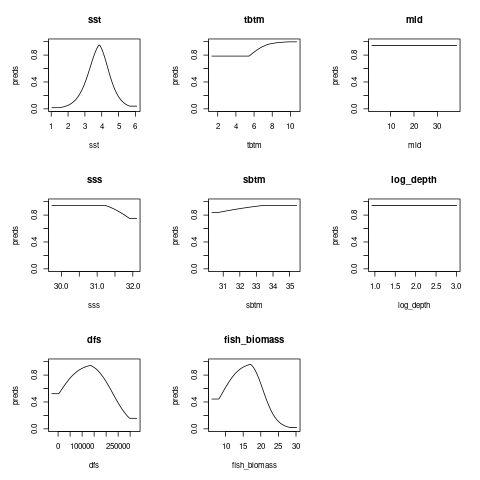 sst
preds
0.0 0.4 0.8
1 2 3 4 5 6
sst
tbtm
preds
0.0 0.4 0.8
2 4 6 8 10
tbtm
mld
preds
0.0 0.4 0.8
10 20 30
mld
sss
preds
0.0 0.4 0.8
30.0 31.0 32.0
sss
sbtm
preds
0.0 0.4 0.8
31 32 33 34 35
sbtm
log_depth
preds
0.0 0.4 0.8
1.0 1.5 2.0 2.5 3.0
log_depth
dfs
preds
0.0 0.4 0.8
0 100000 250000
dfs
fish_biomass
preds
0.0 0.4 0.8
10 15 20 25 30
fish_biomass